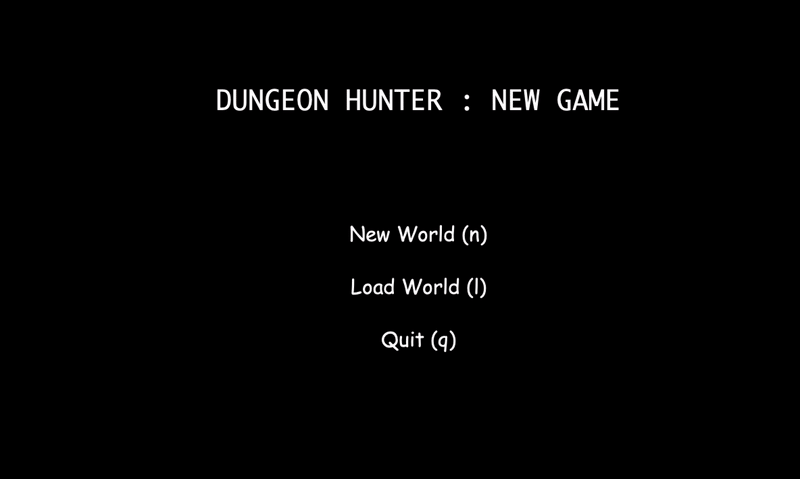 DUNGEON HUNTER : NEW GAME
New World (n)
Load World (l)
Quit (q)